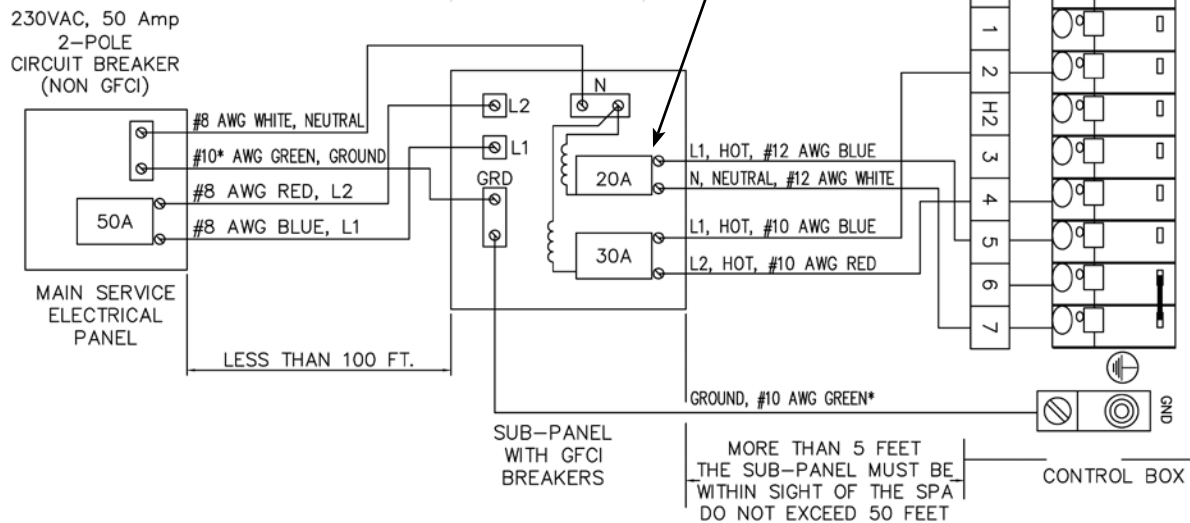 230VAC, 50 Amp
2-POLE
CIRCUIT BREAKER
(NON GFCI)
#8 AWG WHITE, NEUTRAL
#10* AWG GREEN, GROUND
#8 AWG RED, L2
50A
#8 AWG BLUE, L1
MAIN SERVICE
ELECTRICAL
PANEL
LESS THAN 100 FT.
N
L2
L1
GRD
20A
30A
L1, HOT, #12 AWG BLUE
N, NEUTRAL, #12 AWG WHITE
L1, HOT, #10 AWG BLUE
L2, HOT, #10 AWG RED
SUB-PANEL
WITH GFCI
BREAKERS
1
2
H2
3
4
5
6
7
GROUND, #10 AWG GREEN*
GND
MORE THAN 5 FEET
THE SUB-PANEL MUST BE
WITHIN SIGHT OF THE SPA
DO NOT EXCEED 50 FEET
CONTROL BOX